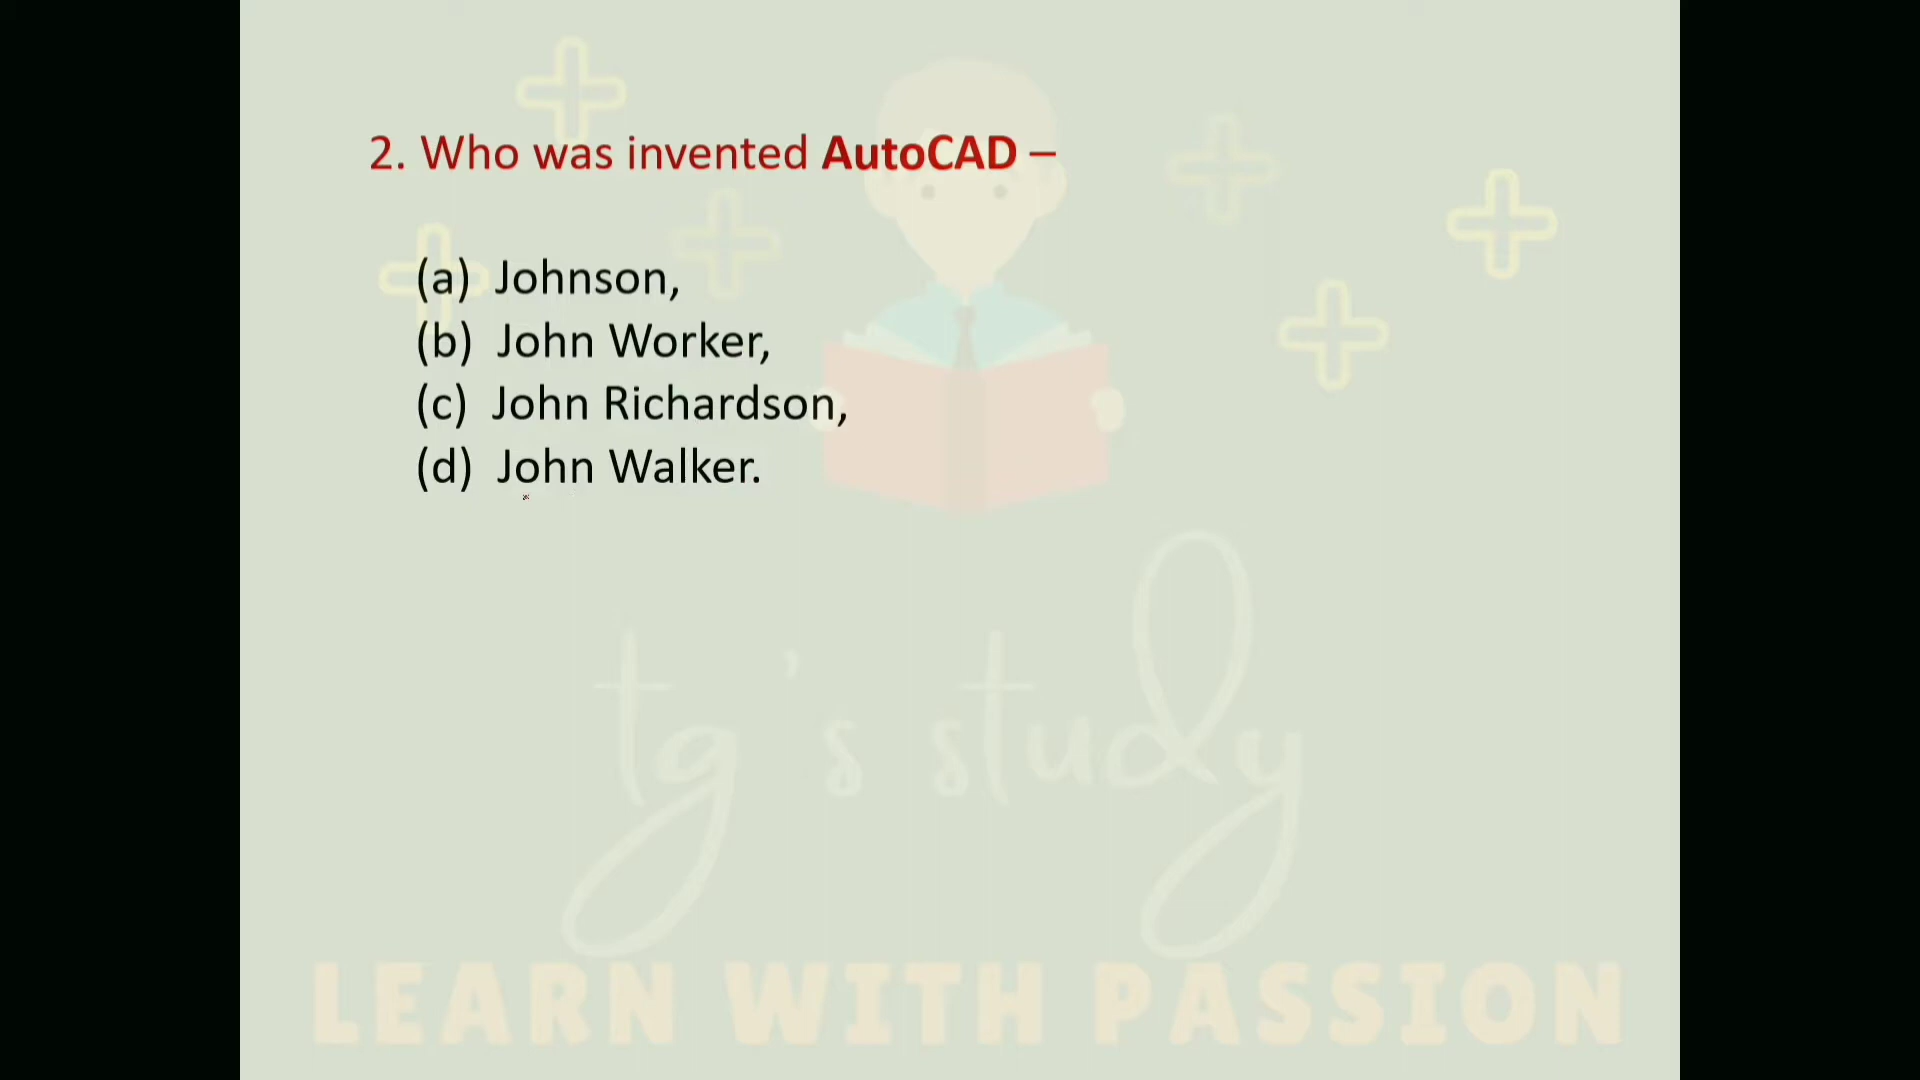 2. Who was invented AutoCAD –
(a) Johnson,
(b) John Worker,
(c) John Richardson,
(d) John Walker.
tg's study
LEARN WITH PASSION